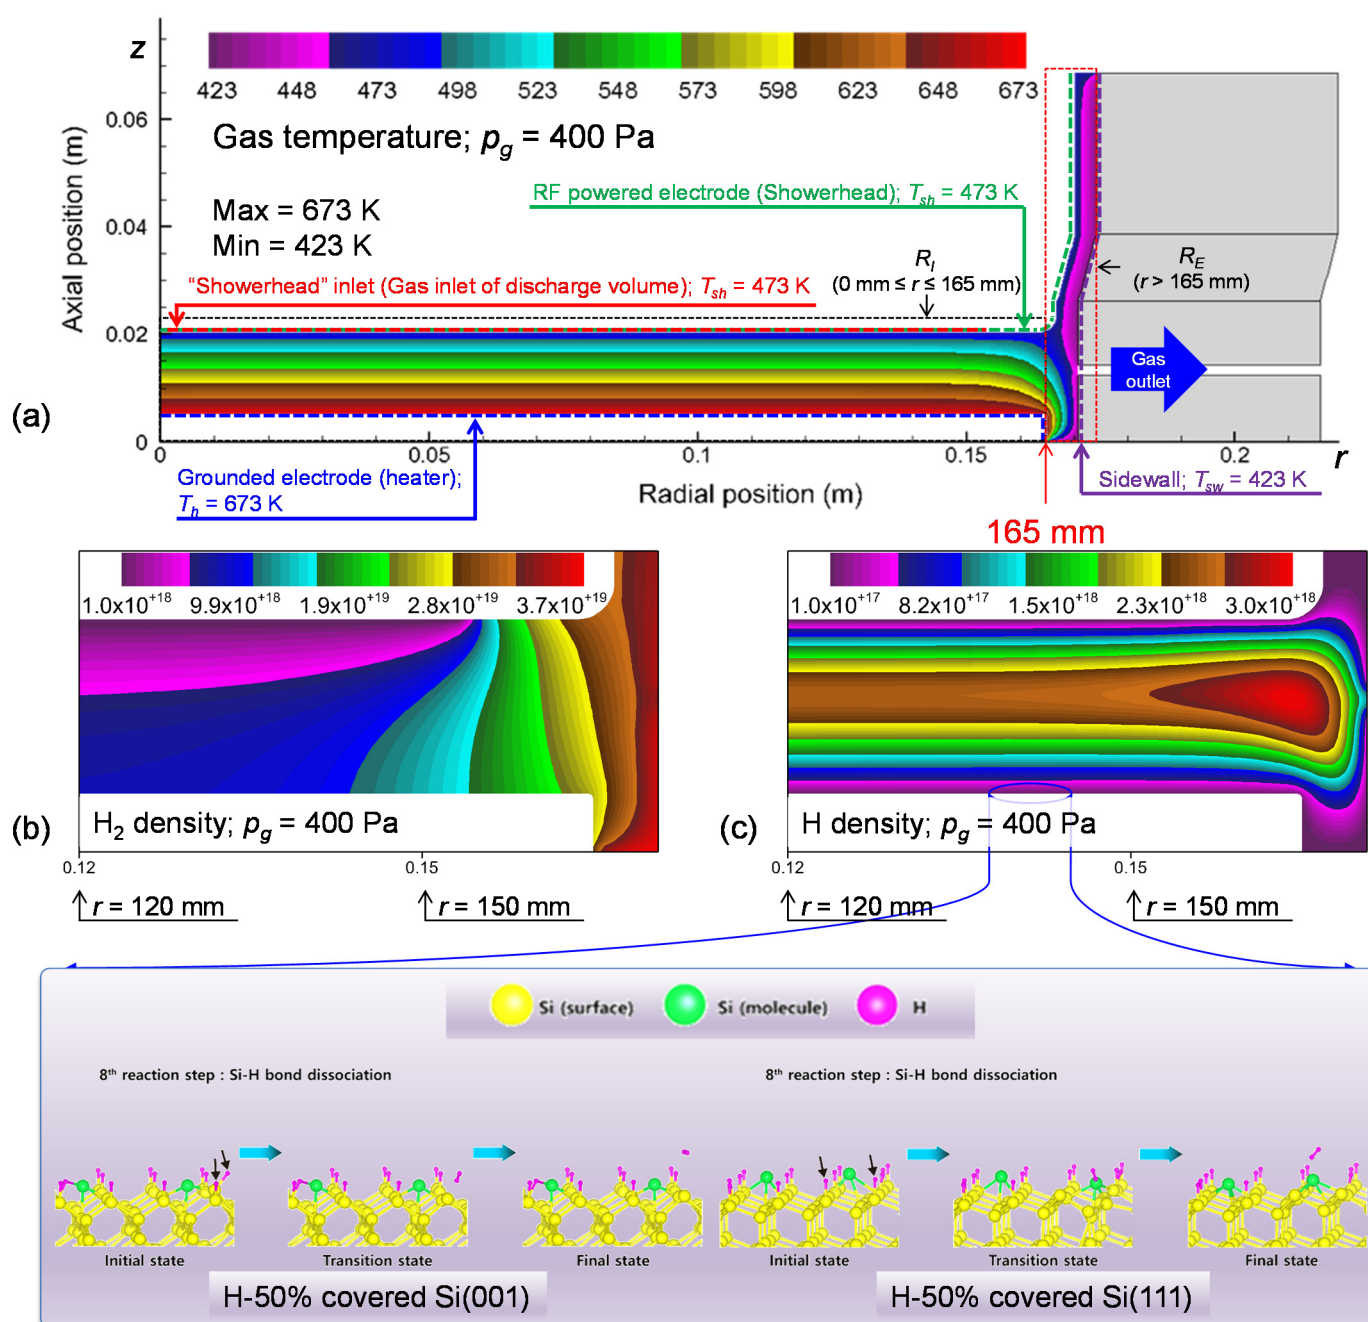 z
423 448 473 498 523 548 573 598 623 648 673
Gas temperature; pg = 400 Pa
RF powered electrode (Showerhead); Tsh = 473 K
Max = 673 K
Min = 423 K
"Showerhead" inlet (Gas inlet of discharge volume); Tsh = 473 K
RI
(0 mm ≤ r ≤ 165 mm)
RE
(r > 165 mm)
Gas
outlet
Axial position (m)
0.06
0.04
0.02
0
(a)
0 0.05 0.1 0.15 0.2 r
Grounded electrode (heater);
Th = 673 K
Radial position (m)
Sidewall; Tsw = 423 K
165 mm
1.0x10+18 9.9x10+18 1.9x10+19 2.8x10+19 3.7x10+19
(b)
H2 density; pg = 400 Pa
0.12 0.15
r = 120 mm r = 150 mm
1.0x10+17 8.2x10+17 1.5x10+18 2.3x10+18 3.0x10+18
(c)
H density; pg = 400 Pa
0.12 0.15
r = 120 mm r = 150 mm
Si (surface) Si (molecule) H
8th reaction step : Si-H bond dissociation
Initial state Transition state Final state
H-50% covered Si(001)
8th reaction step : Si-H bond dissociation
Initial state Transition state Final state
H-50% covered Si(111)